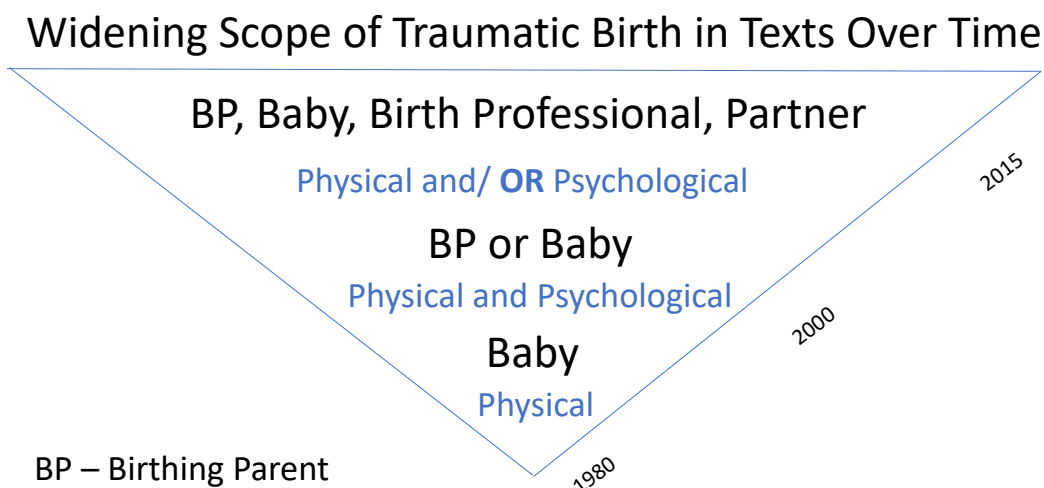 Widening Scope of Traumatic Birth in Texts Over Time
BP, Baby, Birth Professional, Partner
Physical and/ OR Psychological
2015
BP or Baby
Physical and Psychological
2000
Baby
Physical
BP – Birthing Parent
1980